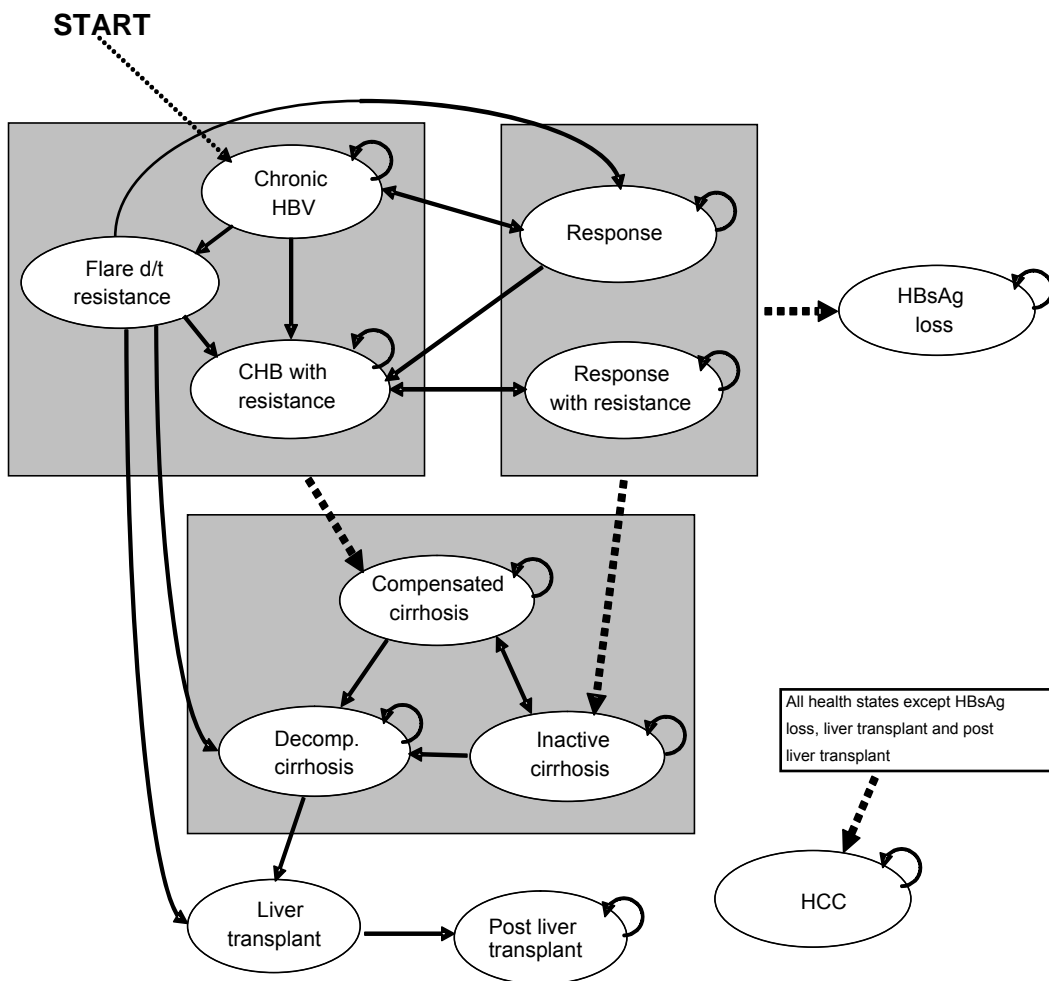 START
Chronic
HBV
Flare d/t
resistance
CHB with
resistance
Response
Response
with resistance
HBsAg
loss
Compensated
cirrhosis
Decomp.
cirrhosis
Inactive
cirrhosis
All health states except HBsAg
loss, liver transplant and post
liver transplant
HCC
Liver
transplant
Post liver
transplant